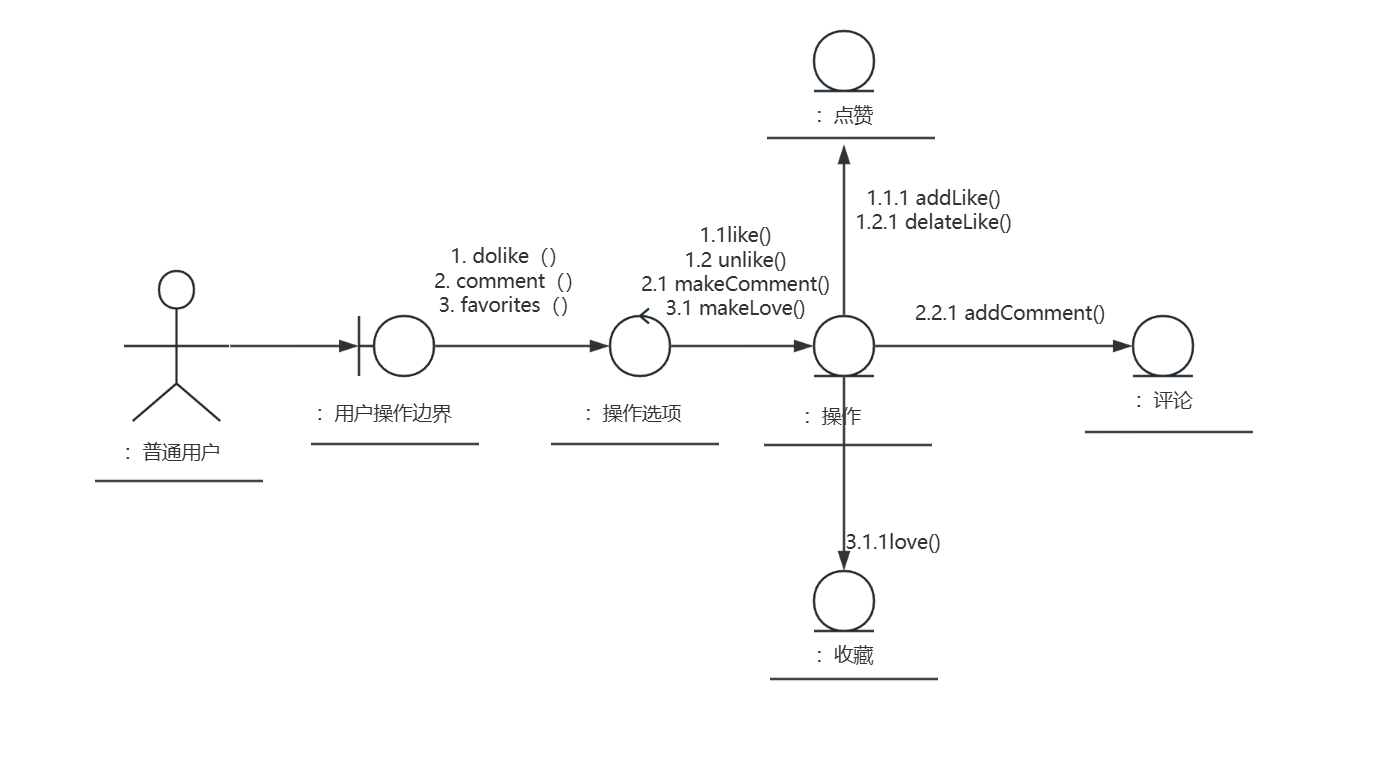 ：点赞
1.1.1 addLike()
1.2.1 delateLike()
1.1like()
1.2 unlike()
2.1 makeComment()
3.1 makeLove()
1. dolike（）
2. comment（）
3. favorites（）
2.2.1 addComment()
：评论
：用户操作边界
：操作选项
：操作
：普通用户
3.1.1love()
：收藏